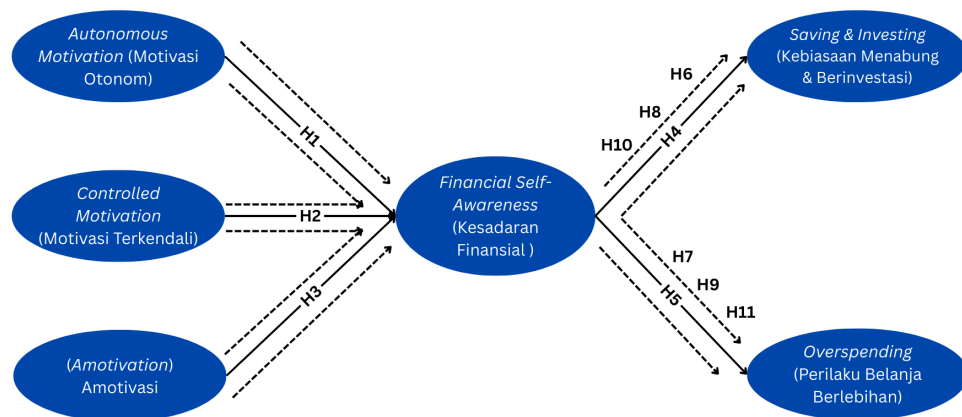 Autonomous
Motivation (Motivasi
Otonom)
Controlled
Motivation
(Motivasi Terkendali)
(Amotivation)
Amotivasi
H1
H2
H3
Financial Self-
Awareness
(Kesadaran
Finansial )
H6
H8
H10
H4
H7
H9
H5
H11
Saving & Investing
(Kebiasaan Menabung
& Berinvestasi)
Overspending
(Perilaku Belanja
Berlebihan)